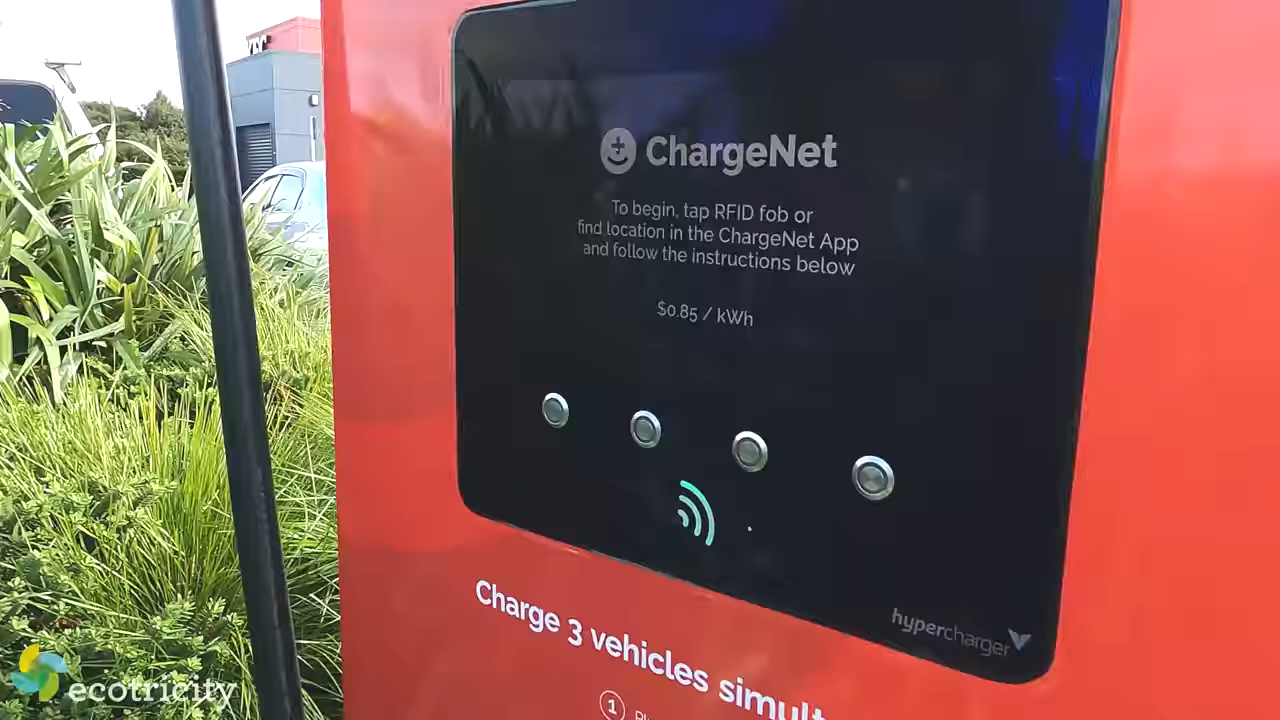 KFC
ChargeNet
To begin, tap RFID fob or
find location in the ChargeNet App
and follow the instructions below
$0.85 / kWh
hypercharger
Charge 3 vehicles simult
1
ecotricity